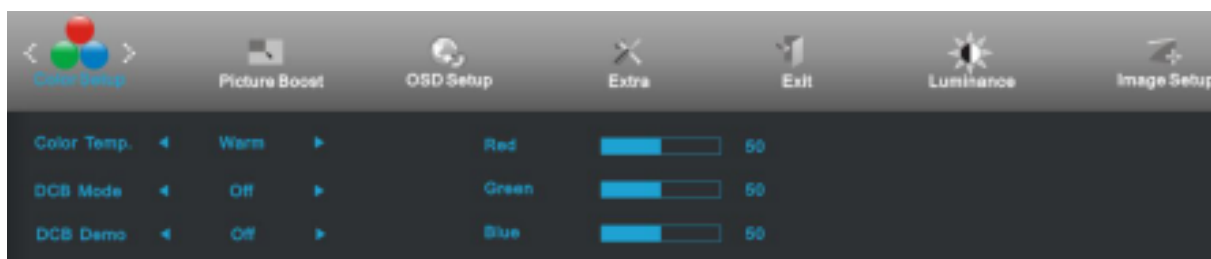 Color Setup Picture Boost OSD Setup Extra Exit Luminance Image Setup
Color Temp. Warm Red 50
DCB Mode Off Green 50
DCB Demo Off Blue 50